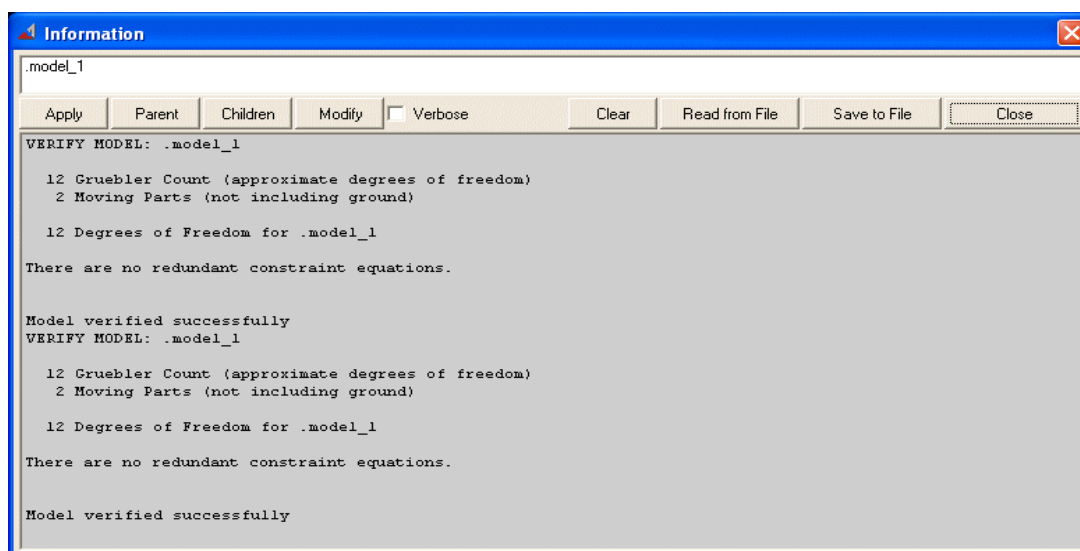 Information
.model_1
Apply Parent Children Modify Verbose Clear Read from File Save to File Close
VERIFY MODEL: .model_1
12 Gruebler Count (approximate degrees of freedom)
2 Moving Parts (not including ground)
12 Degrees of Freedom for .model_1
There are no redundant constraint equations.
Model verified successfully
VERIFY MODEL: .model_1
12 Gruebler Count (approximate degrees of freedom)
2 Moving Parts (not including ground)
12 Degrees of Freedom for .model_1
There are no redundant constraint equations.
Model verified successfully